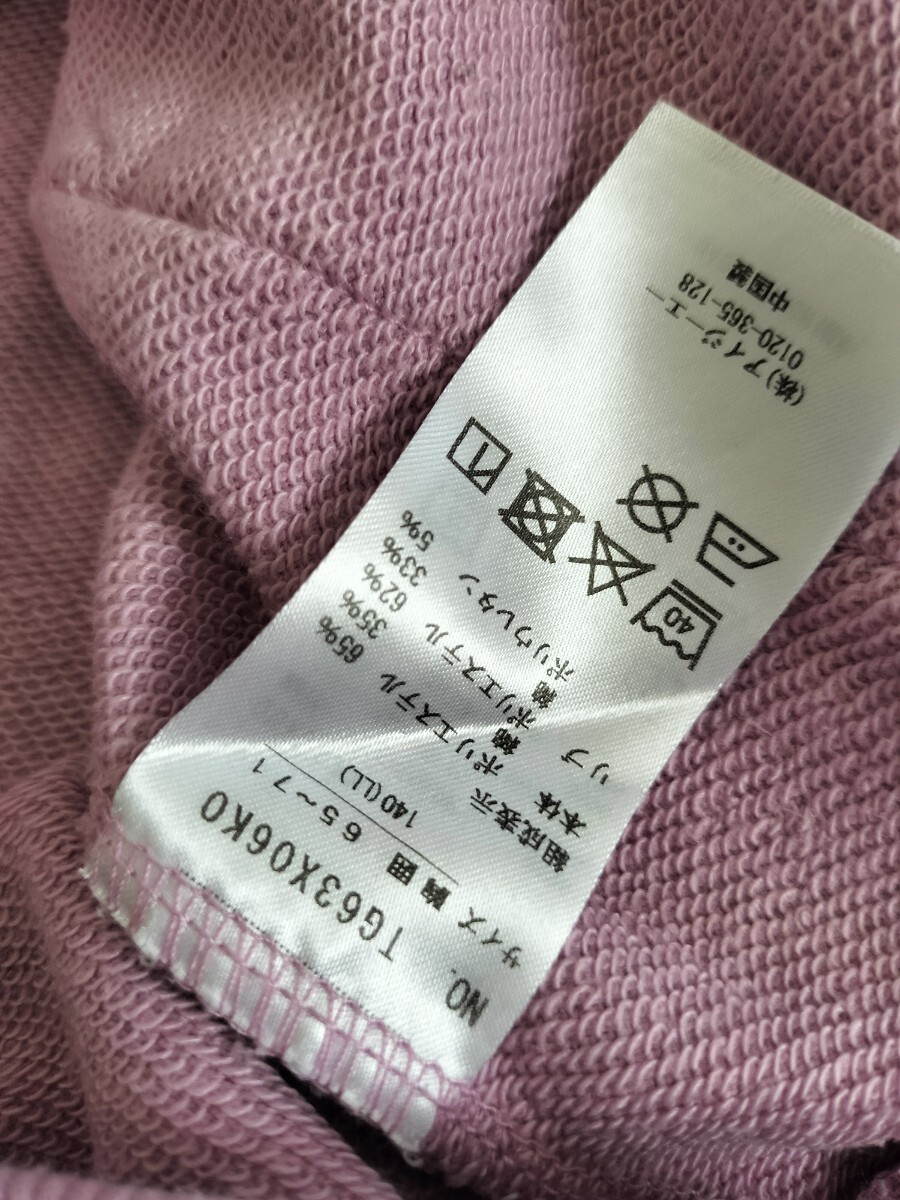 NO. TG63X06K0
サイズ 胸囲 65～71
140(LL)
組成表示
本体 ポリエステル 65%
綿 35%
リブ ポリエステル 62%
綿 33%
ポリウレタン 5%
40
(株)アイジーエー
0120-365-128
中国製